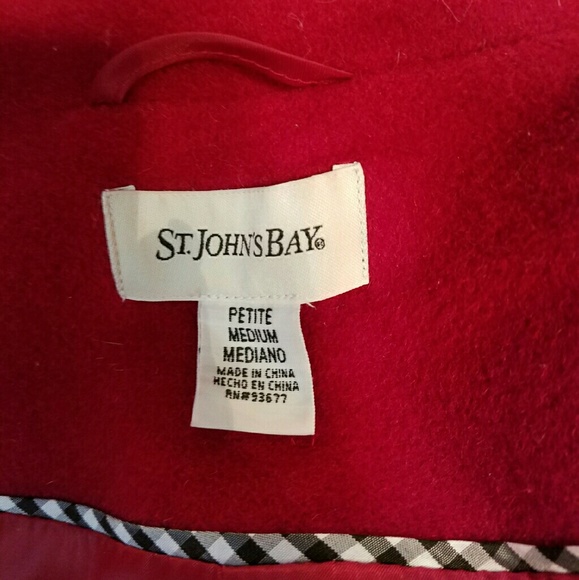 ST. JOHN'S BAY®
PETITE
MEDIUM
MEDIANO
MADE IN CHINA
HECHO EN CHINA
RN#93677